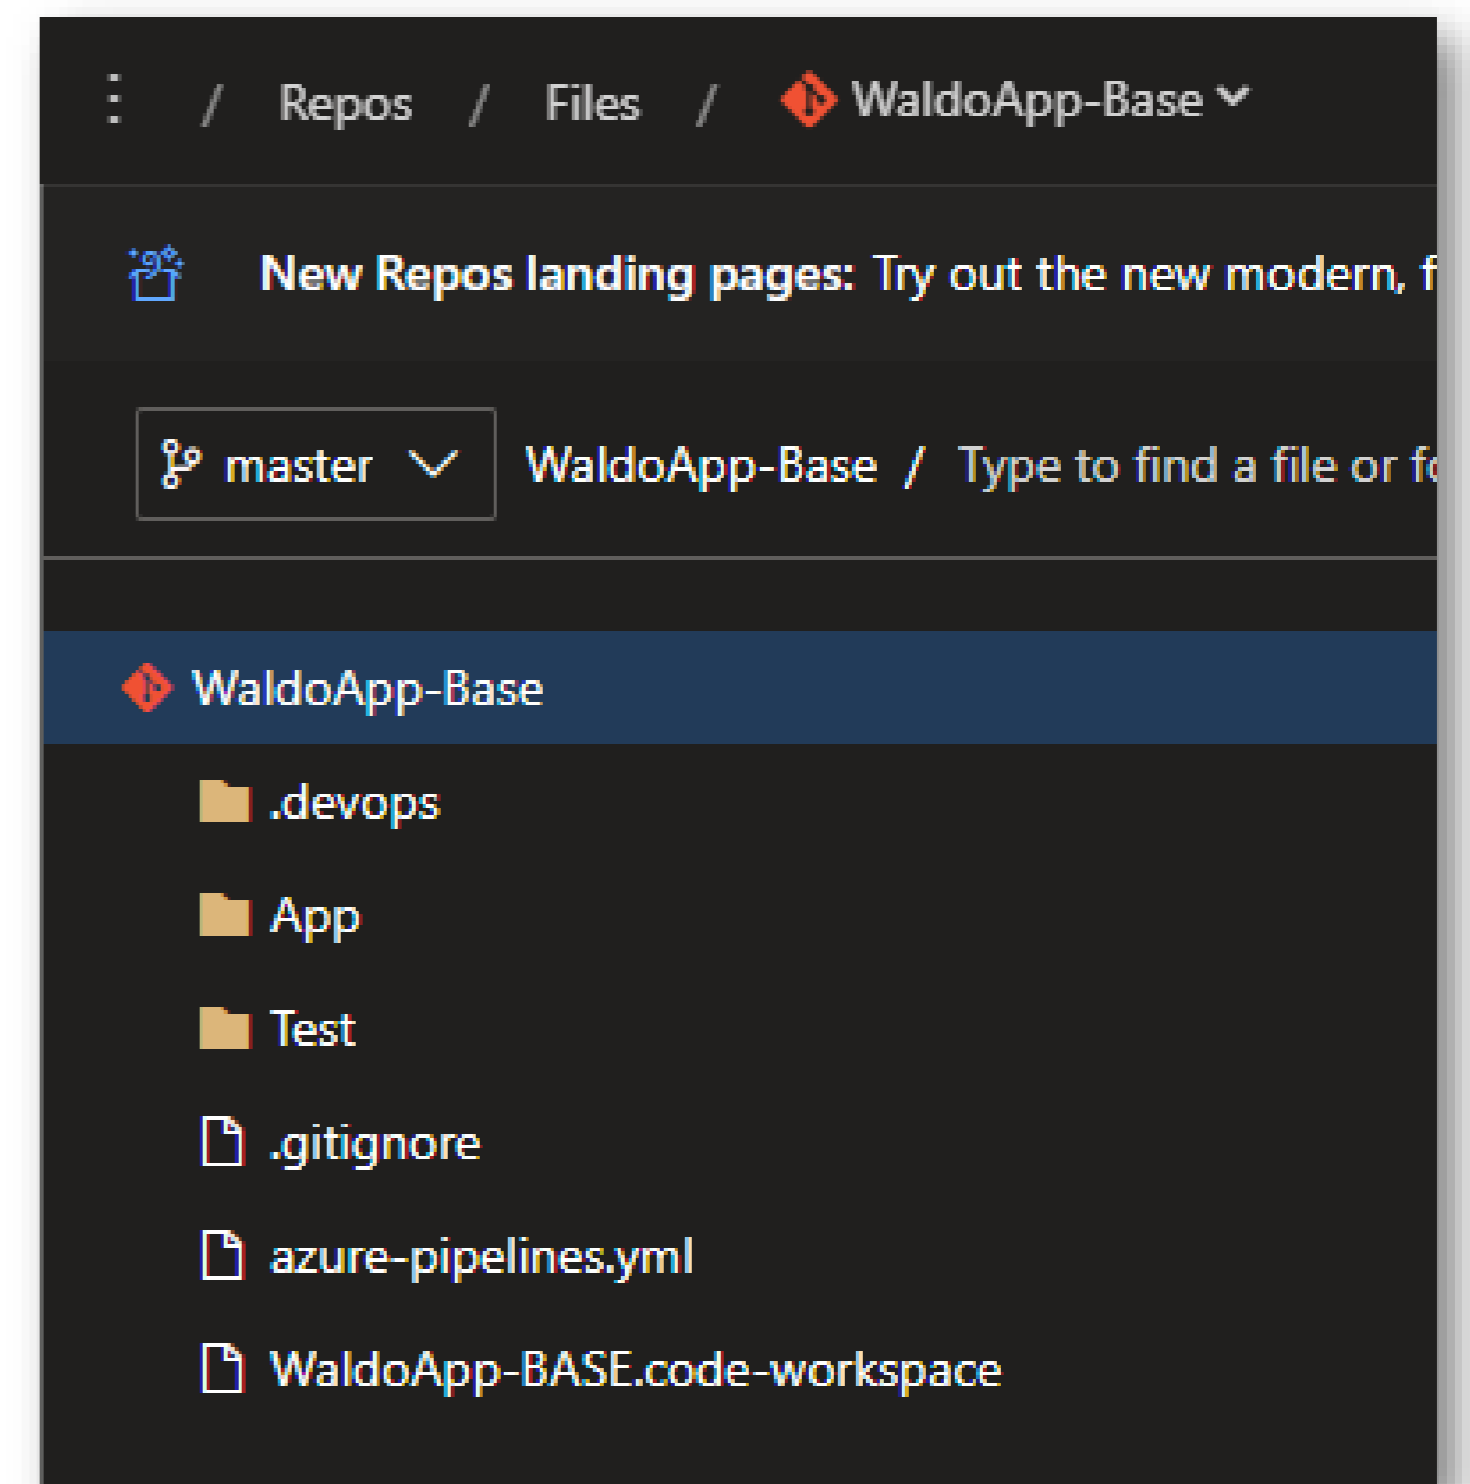 / Repos / Files / WaldoApp-Base
New Repos landing pages: Try out the new modern, f
master WaldoApp-Base / Type to find a file or fo
WaldoApp-Base
.devops
App
Test
.gitignore
azure-pipelines.yml
WaldoApp-BASE.code-workspace